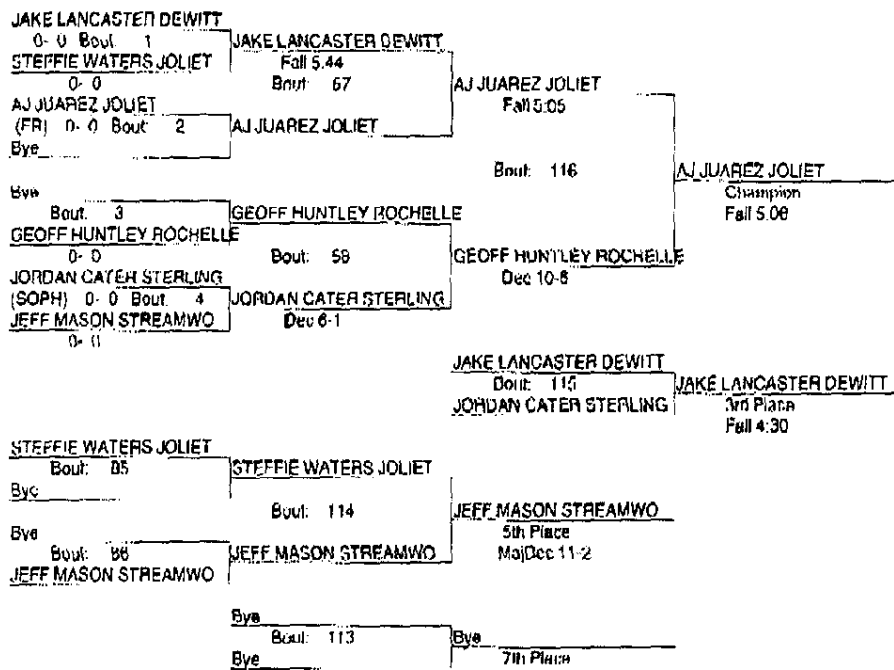 JAKE LANCASTER DEWITT
0- 0 Bout: 1
STEFFIE WATERS JOLIET
0- 0
AJ JUAREZ JOLIET
(FR) 0- 0 Bout: 2
Bye
Bye
Bout: 3
GEOFF HUNTLEY ROCHELLE
0- 0
JORDAN CATER STERLING
(SOPH) 0- 0 Bout: 4
JEFF MASON STREAMWO
0- 0
JAKE LANCASTER DEWITT
Fall 5:44
Bout: 57
AJ JUAREZ JOLIET
GEOFF HUNTLEY ROCHELLE
Bout: 58
JORDAN CATER STERLING
Dec 6-1
AJ JUAREZ JOLIET
Fall 5:05
Bout: 116
GEOFF HUNTLEY ROCHELLE
Dec 10-6
AJ JUAREZ JOLIET
Champion
Fall 5:06
JAKE LANCASTER DEWITT
Bout: 115
JORDAN CATER STERLING
JAKE LANCASTER DEWITT
3rd Place
Fall 4:30
STEFFIE WATERS JOLIET
Bout: 85
Bye
Bye
Bout: 86
JEFF MASON STREAMWO
STEFFIE WATERS JOLIET
Bout: 114
JEFF MASON STREAMWO
JEFF MASON STREAMWO
5th Place
MajDec 11-2
Bye
Bout: 113
Bye
Bye
7th Place